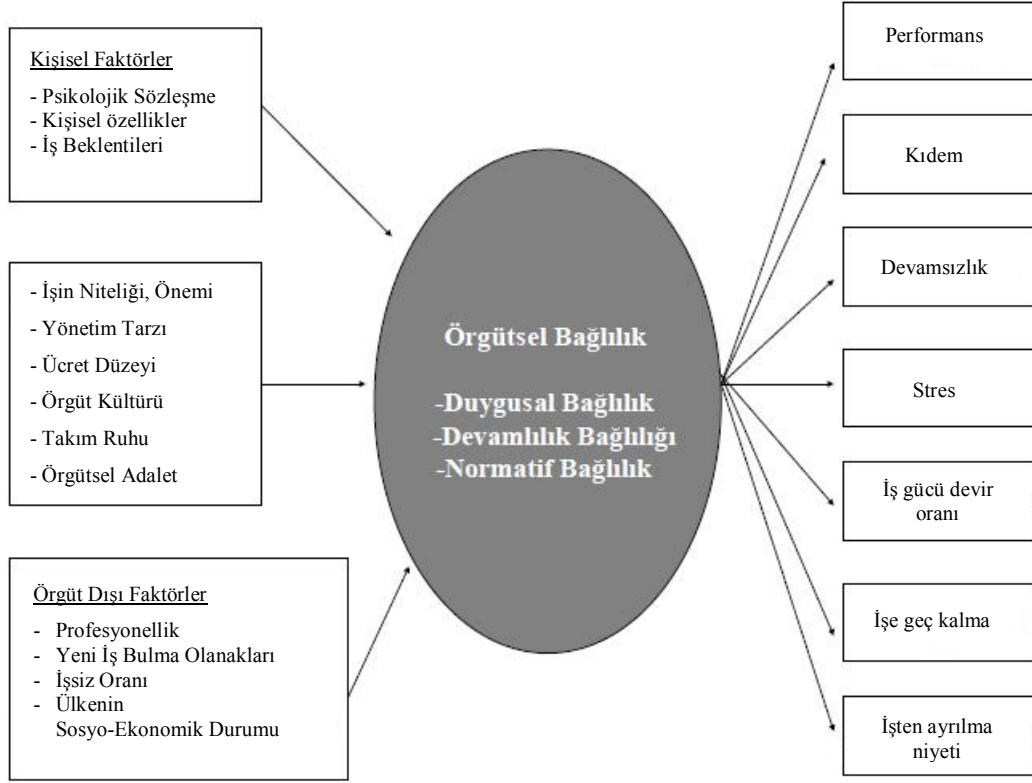 Kişisel Faktörler
- Psikolojik Sözleşme
- Kişisel özellikler
- İş Beklentileri
- İşin Niteliği, Önemi
- Yönetim Tarzı
- Ücret Düzeyi
- Örgüt Kültürü
- Takım Ruhu
- Örgütsel Adalet
Örgüt Dışı Faktörler
- Profesyonellik
- Yeni İş Bulma Olanakları
- İşsiz Oranı
- Ülkenin
Sosyo-Ekonomik Durumu
Örgütsel Bağlılık
-Duygusal Bağlılık
-Devamlılık Bağlılığı
-Normatif Bağlılık
Performans
Kıdem
Devamsızlık
Stres
İş gücü devir
oranı
İşe geç kalma
İşten ayrılma
niyeti